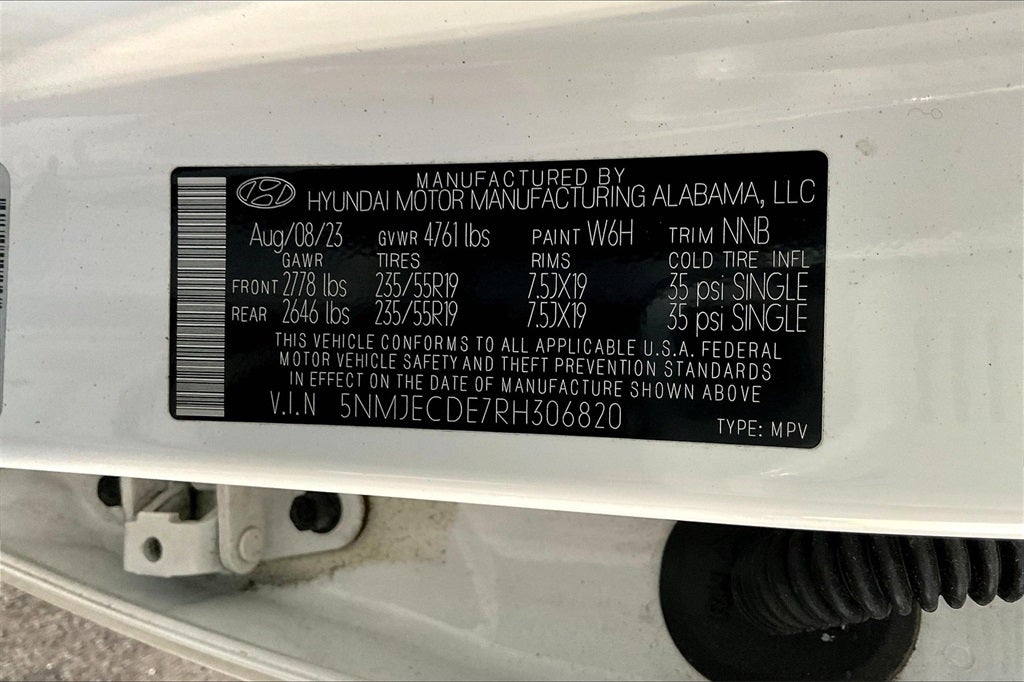 MANUFACTURED BY
HYUNDAI MOTOR MANUFACTURING ALABAMA, LLC
Aug/08/23 GVWR 4761 lbs PAINT W6H TRIM NNB
GAWR TIRES RIMS COLD TIRE INFL
FRONT 2778 lbs 235/55R19 7.5JX19 35 psi SINGLE
REAR 2646 lbs 235/55R19 7.5JX19 35 psi SINGLE
THIS VEHICLE CONFORMS TO ALL APPLICABLE U.S.A. FEDERAL
MOTOR VEHICLE SAFETY AND THEFT PREVENTION STANDARDS
IN EFFECT ON THE DATE OF MANUFACTURE SHOWN ABOVE
V.I.N 5NMJECDE7RH306820
TYPE: MPV